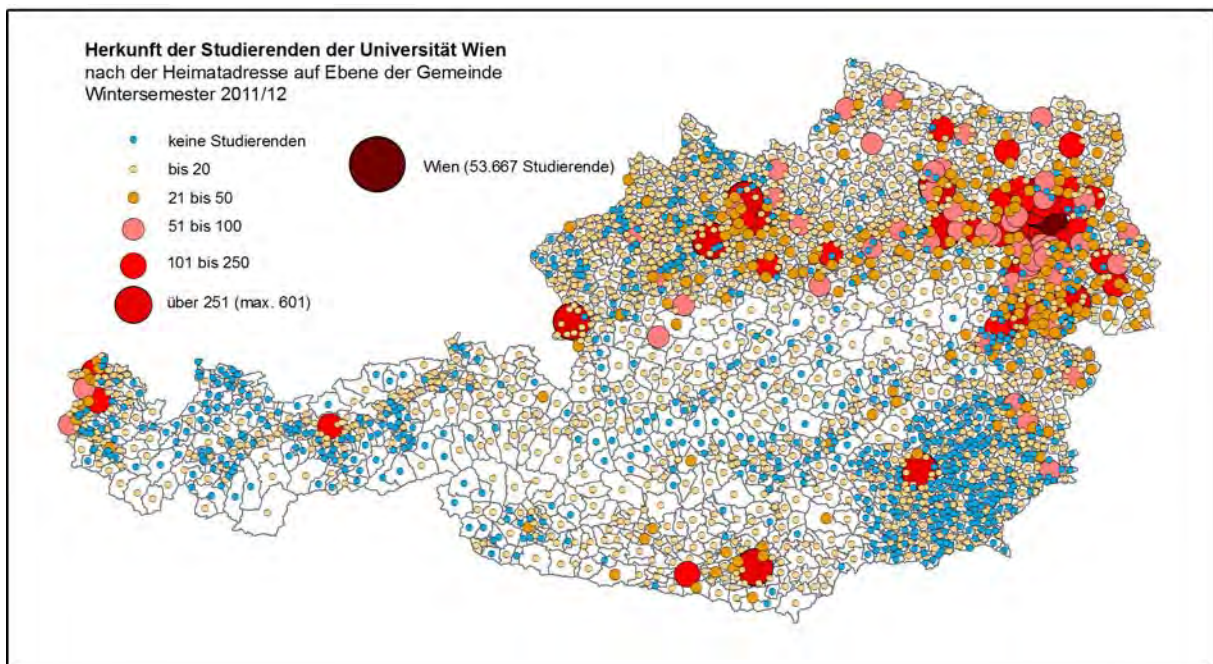 Herkunft der Studierenden der Universität Wien
nach der Heimatadresse auf Ebene der Gemeinde
Wintersemester 2011/12
keine Studierenden
bis 20
21 bis 50
51 bis 100
101 bis 250
über 251 (max. 601)
Wien (53.667 Studierende)